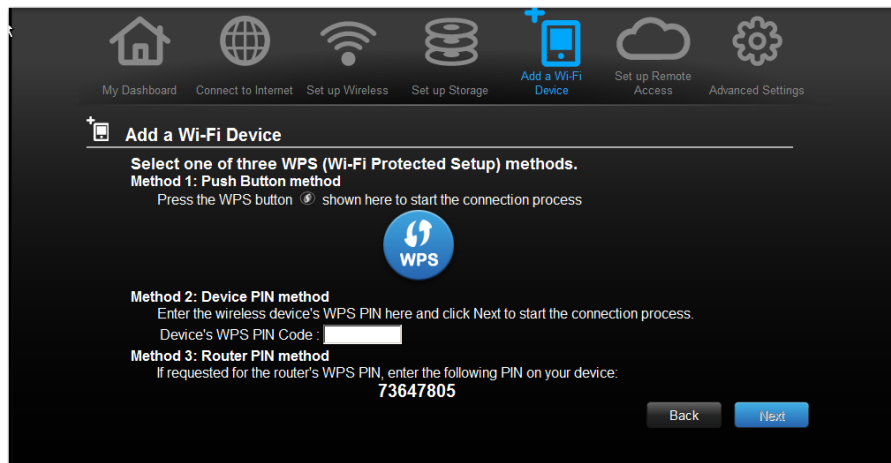 My Dashboard Connect to Internet Set up Wireless Set up Storage Add a Wi-Fi Device Set up Remote Access Advanced Settings
Add a Wi-Fi Device
Select one of three WPS (Wi-Fi Protected Setup) methods.
Method 1: Push Button method
Press the WPS button shown here to start the connection process
WPS
Method 2: Device PIN method
Enter the wireless device's WPS PIN here and click Next to start the connection process.
Device's WPS PIN Code :
Method 3: Router PIN method
If requested for the router's WPS PIN, enter the following PIN on your device:
73647805
Back Next